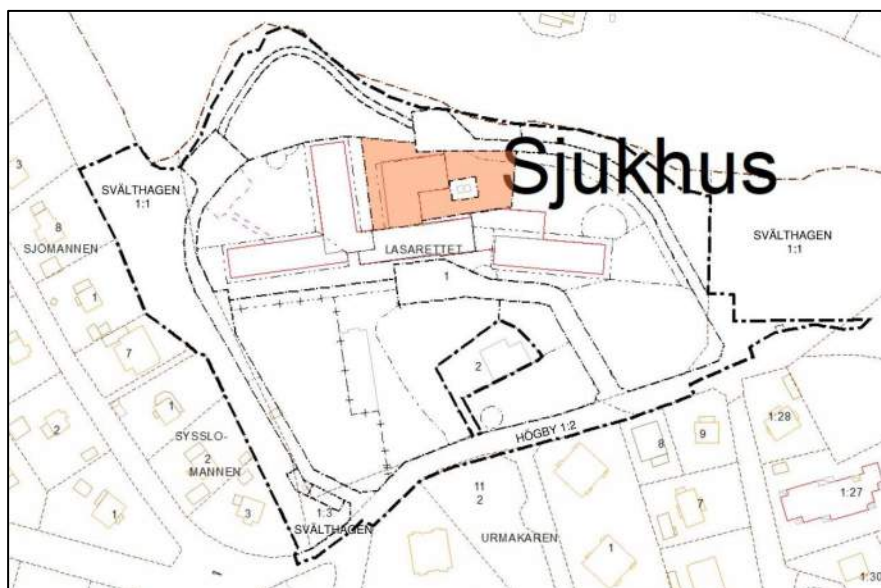 Sjukhus
3
SVÄLTHAGEN
1:1
8
SJÖMANNEN
LASARETTET
SVÄLTHAGEN
1:1
1
1
7
2
2
1
1:28
HÖGBY 1:2
9
8
SYSSLO-
2
MANNEN
1:27
11
2
1:3
7
1
3
SVÄLTHAGEN
URMAKAREN
1
1:39